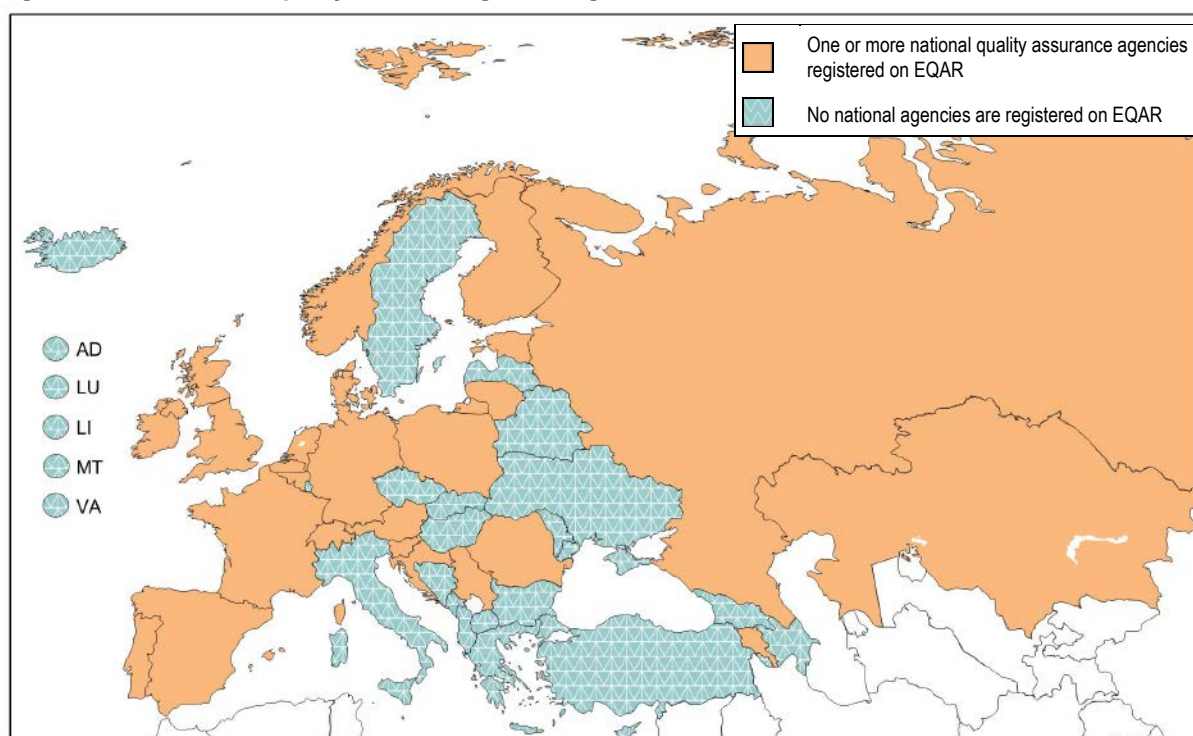 One or more national quality assurance agencies
registered on EQAR
No national agencies are registered on EQAR
AD
LU
LI
MT
VA